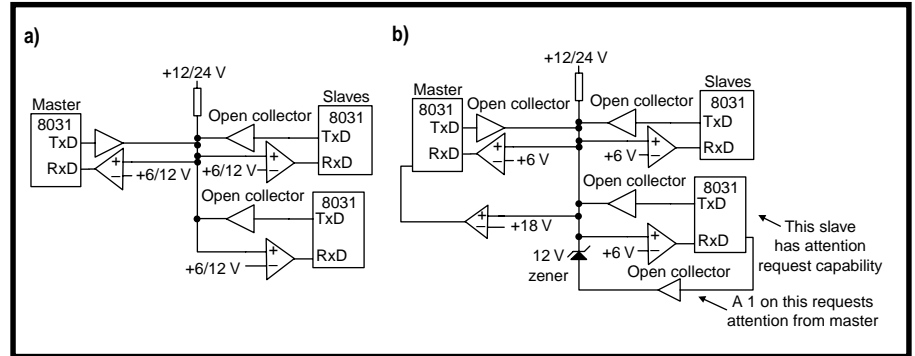 a)
+12/24 V
Master
8031
TxD
RxD
Open collector
Slaves
8031
TxD
RxD
+
−
+
−
+6/12 V
+6/12 V
Open collector
8031
TxD
RxD
+
−
+6/12 V
b)
+12/24 V
Master
8031
TxD
RxD
Open collector
Open collector
Slaves
8031
TxD
RxD
+
−
+6 V
+
−
+6 V
Open collector
8031
TxD
RxD
+
−
+18 V
+
−
+6 V
12 V
zener
Open collector
This slave
has attention
request capability
A 1 on this requests
attention from master